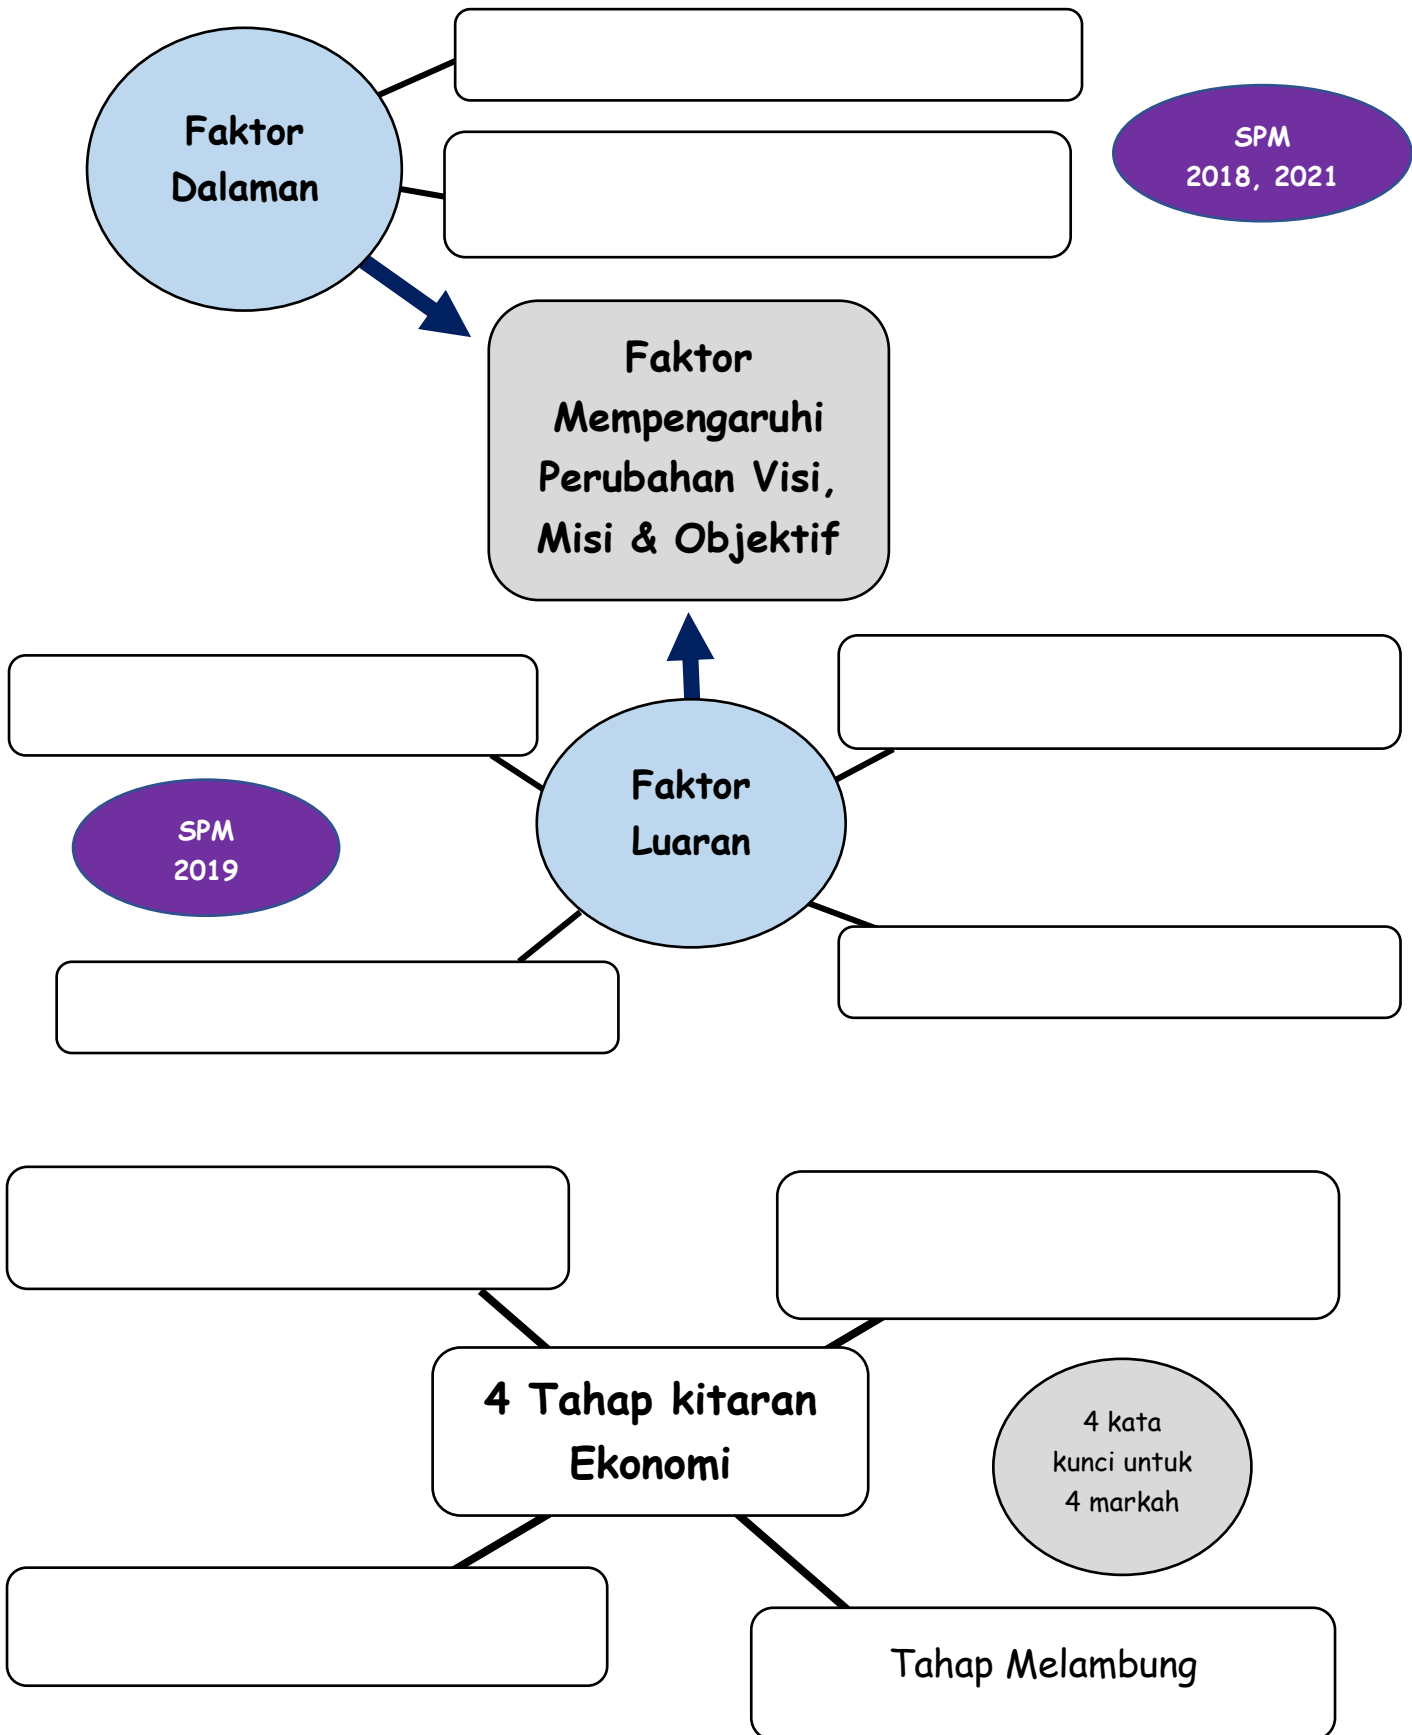 Faktor
Dalaman
SPM
2018, 2021
Faktor
Mempengaruhi
Perubahan Visi,
Misi & Objektif
Faktor
Luaran
SPM
2019
4 Tahap kitaran
Ekonomi
4 kata
kunci untuk
4 markah
Tahap Melambung